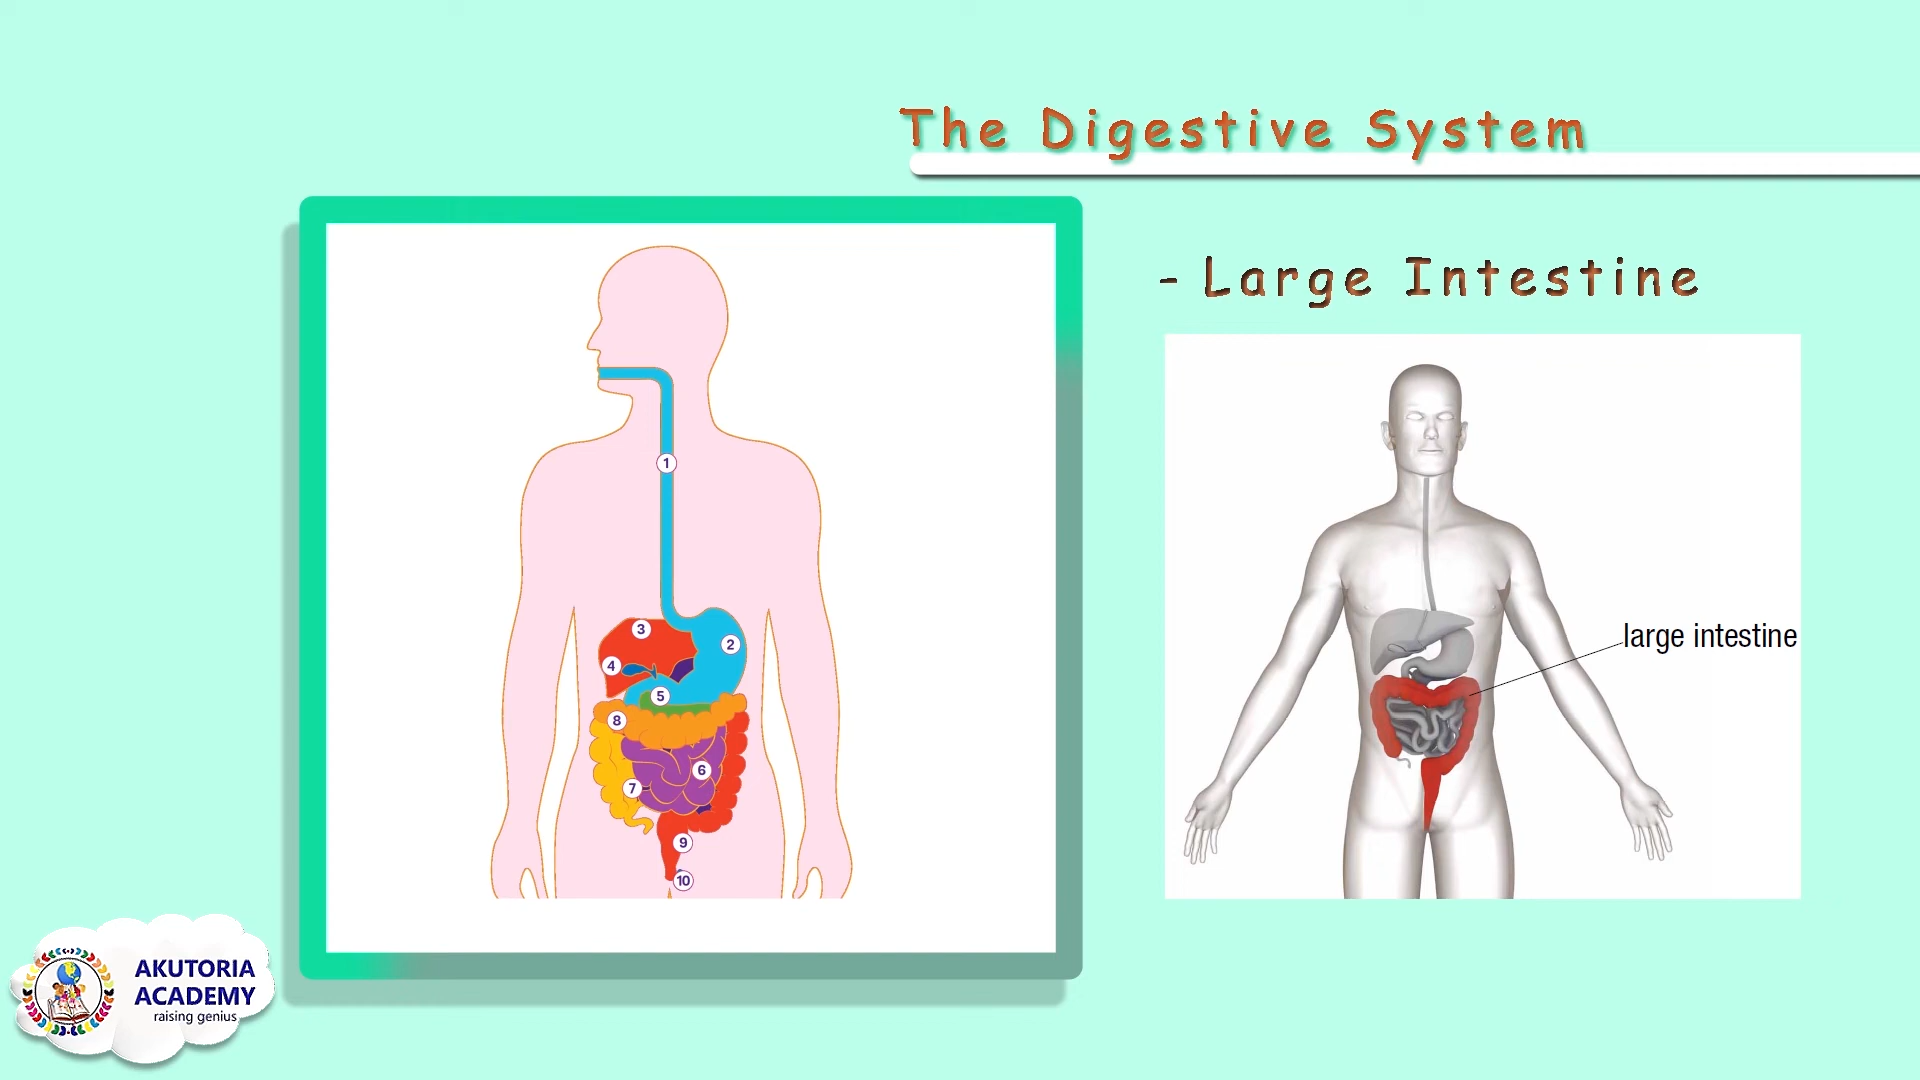 The Digestive System
- Large Intestine
1
2
3
4
5
8
6
7
9
10
large intestine
AKUTORIA
ACADEMY
raising genius